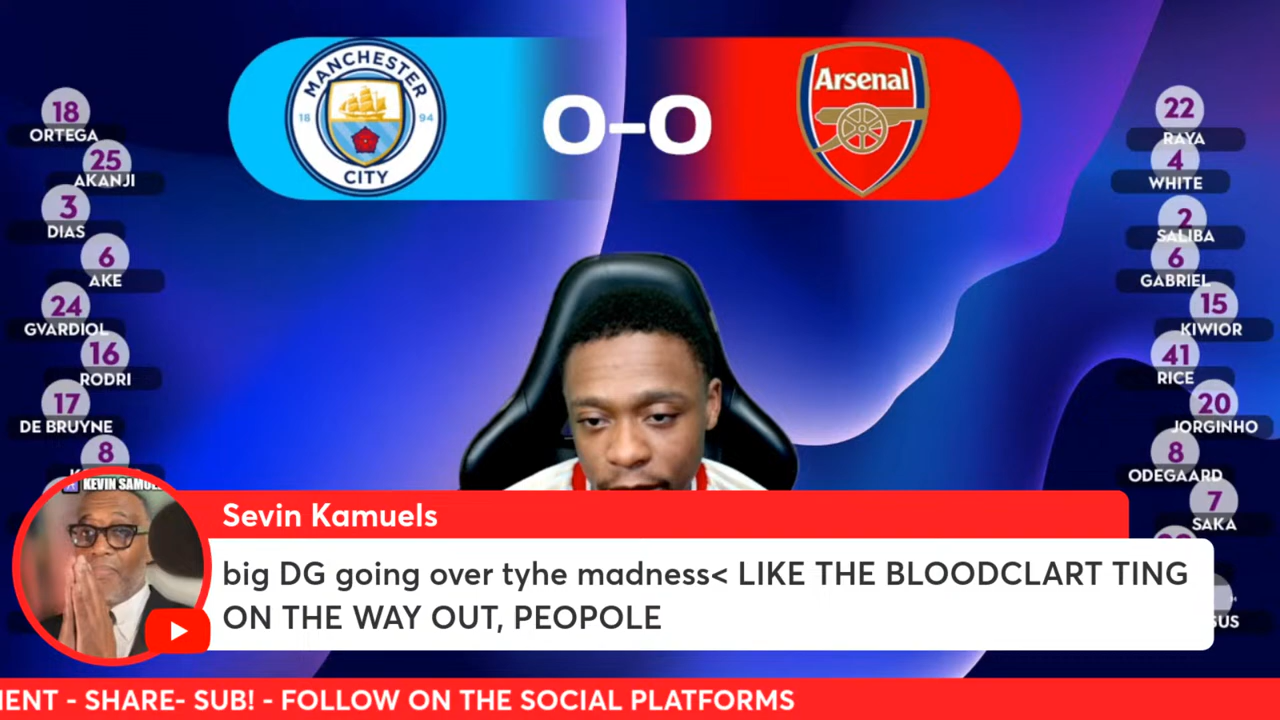 MANCHESTER
18 94
CITY
0-0
Arsenal
18
ORTEGA
25
AKANJI
3
DIAS
6
AKE
24
GVARDIOL
16
RODRI
17
DE BRUYNE
8
22
RAYA
4
WHITE
2
SALIBA
6
GABRIEL
15
KIWIOR
41
RICE
20
JORGINHO
8
ODEGAARD
7
SAKA
SUS
KEVIN SAMUEL
Sevin Kamuels
big DG going over tyhe madness< LIKE THE BLOODCLART TING
ON THE WAY OUT, PEOPOLE
IENT - SHARE- SUB! - FOLLOW ON THE SOCIAL PLATFORMS